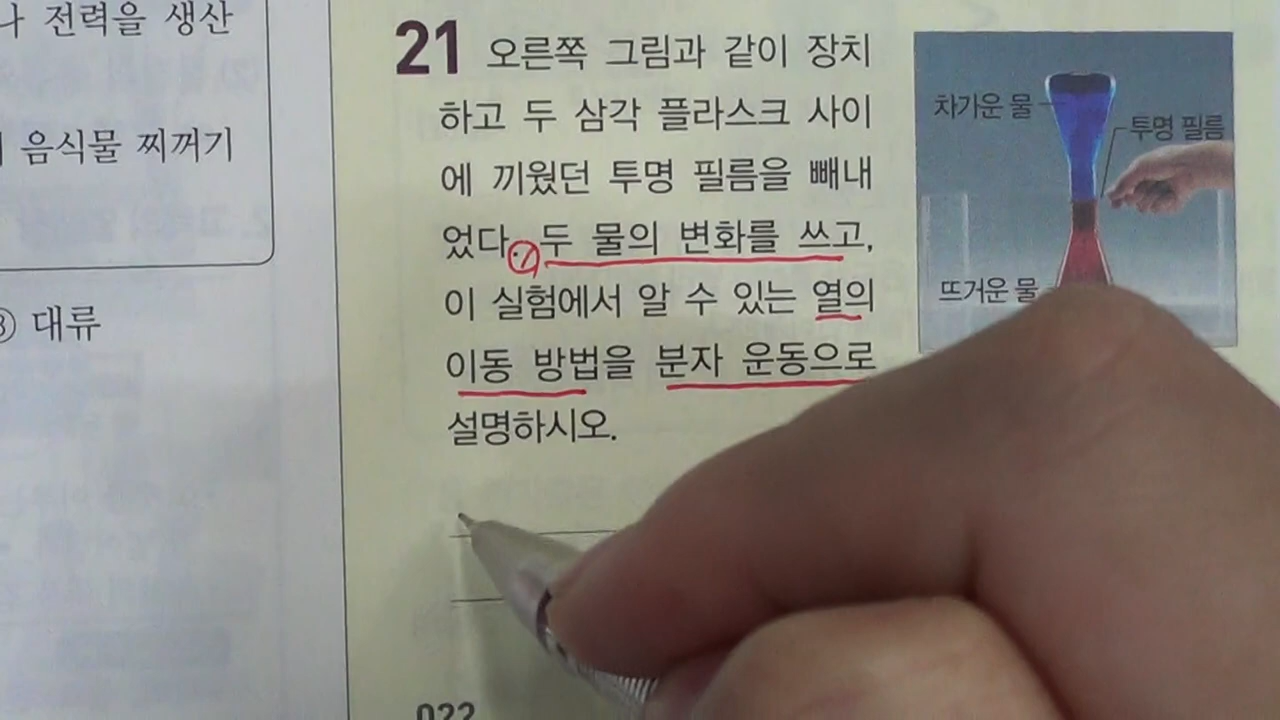 나 전력을 생산
음식물 찌꺼기
③ 대류
21 오른쪽 그림과 같이 장치
하고 두 삼각 플라스크 사이
에 끼웠던 투명 필름을 빼내
었다. 두 물의 변화를 쓰고,
이 실험에서 알 수 있는 열의
이동 방법을 분자 운동으로
설명하시오.
차가운 물
투명 필름
뜨거운 물
022